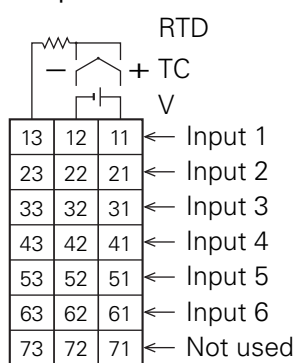 RTD
− + TC
V
13 12 11 ← Input 1
23 22 21 ← Input 2
33 32 31 ← Input 3
43 42 41 ← Input 4
53 52 51 ← Input 5
63 62 61 ← Input 6
73 72 71 ← Not used